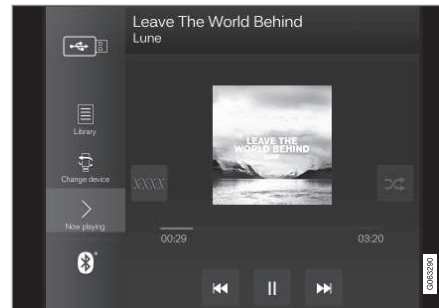 Leave The World Behind
Lune
Library
Change device
Now playing
LEAVE THE
WORLD BEHIND
LUNE
XXXX
00:29
03:20
G063290